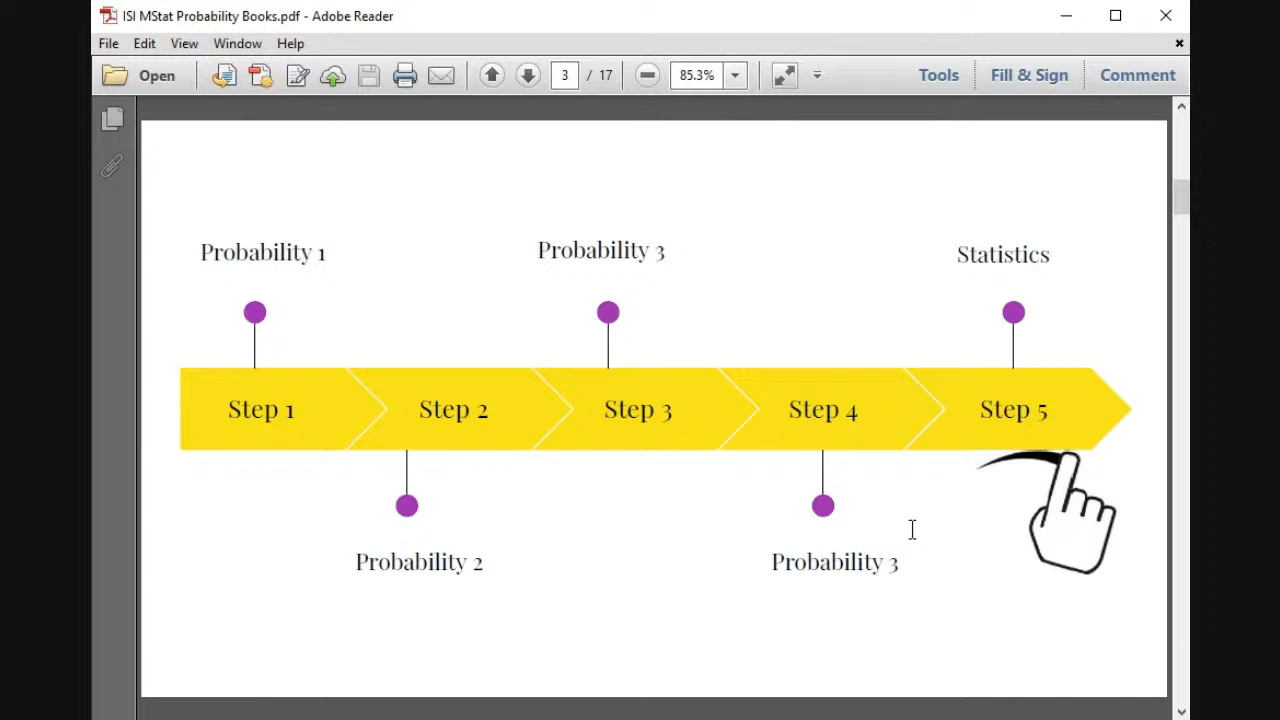 ISI MStat Probability Books.pdf - Adobe Reader
File Edit View Window Help
Open 3 / 17 85.3% Tools Fill & Sign Comment
Probability 1 Probability 3 Statistics
Step 1 Step 2 Step 3 Step 4 Step 5
Probability 2 Probability 3